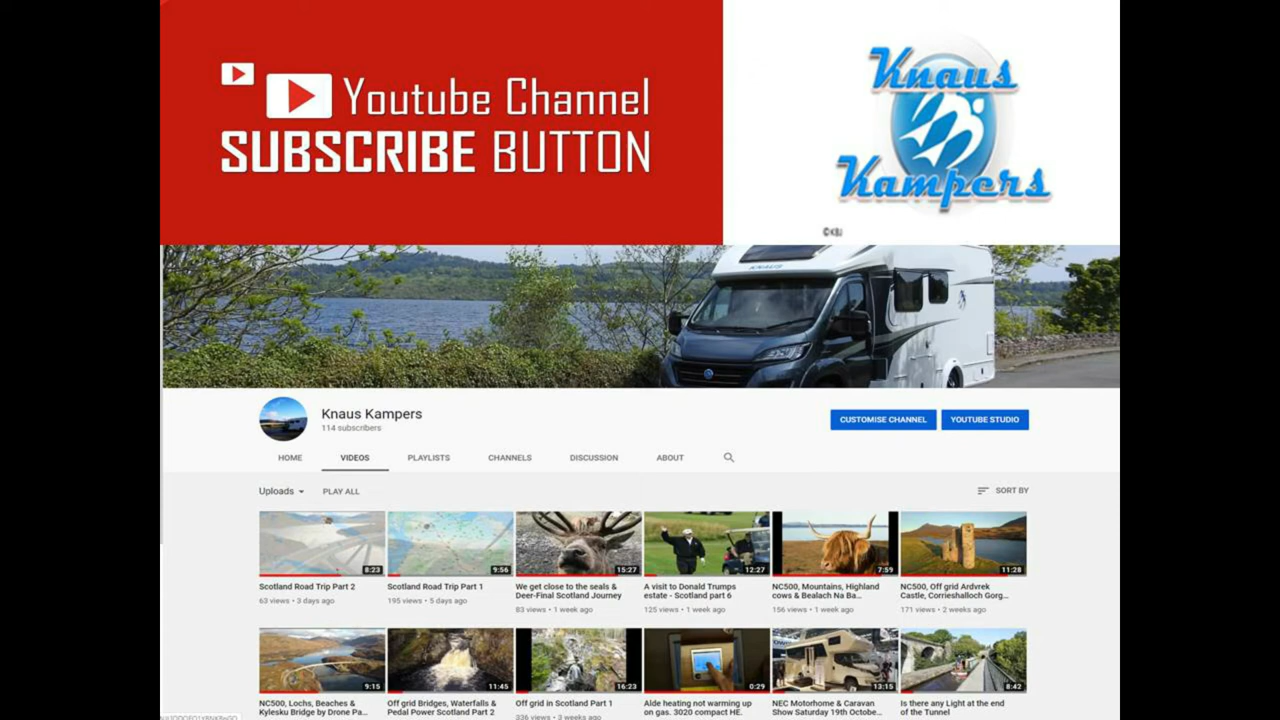 Youtube Channel
SUBSCRIBE BUTTON
Knaus
Kampers
KNAUS
Knaus Kampers
114 subscribers
CUSTOMISE CHANNEL
YOUTUBE STUDIO
HOME
VIDEOS
PLAYLISTS
CHANNELS
DISCUSSION
ABOUT
Uploads
PLAY ALL
SORT BY
8:23
9:56
15:27
12:27
7:59
11:28
Scotland Road Trip Part 2
63 views • 3 days ago
Scotland Road Trip Part 1
195 views • 5 days ago
We get close to the seals &
Deer-Final Scotland Journey
83 views • 1 week ago
A visit to Donald Trumps
estate - Scotland part 6
125 views • 1 week ago
NC500, Mountains, Highland
cows & Bealach Na Ba...
156 views • 1 week ago
NC500, Off grid Ardvrek
Castle, Corrieshalloch Gorg...
171 views • 2 weeks ago
9:15
11:45
16:23
0:29
13:15
8:42
NC500, Lochs, Beaches &
Kylesku Bridge by Drone Pa...
Off grid Bridges, Waterfalls &
Pedal Power Scotland Part 2
Off grid in Scotland Part 1
336 views • 3 weeks ago
Alde heating not warming up
on gas. 3020 compact HE.
NEC Motorhome & Caravan
Show Saturday 19th Octobe...
Is there any Light at the end
of the Tunnel